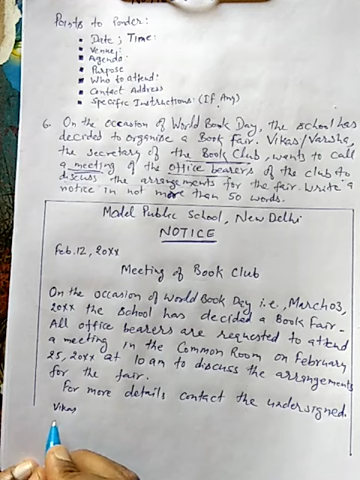 Points to Ponder:
▪ Date ; Time:
▪ Venue:
▪ Agenda:
▪ Purpose
▪ Who to attend:
▪ Contact Address
▪ Specific Instructions: (If Any)
6. On the occasion of World Book Day, the school has
decided to organise a Book fair. Vikas/Varsha,
the secretary of the Book Club, wants to call
a meeting of the office bearers of the club to
discuss the arrangements for the fair. Write a
notice in not more than 50 words.
Model Public School, New Delhi
NOTICE
Feb. 12, 20xx
Meeting of Book Club
On the occasion of World Book Day i.e., March 03,
20xx the school has decided a Book Fair.
All office bearers are requested to attend
a meeting in the Common Room on February
25, 20xx at 10 am to discuss the arrangements
for the fair.
For more details contact the undersigned.
Vikas